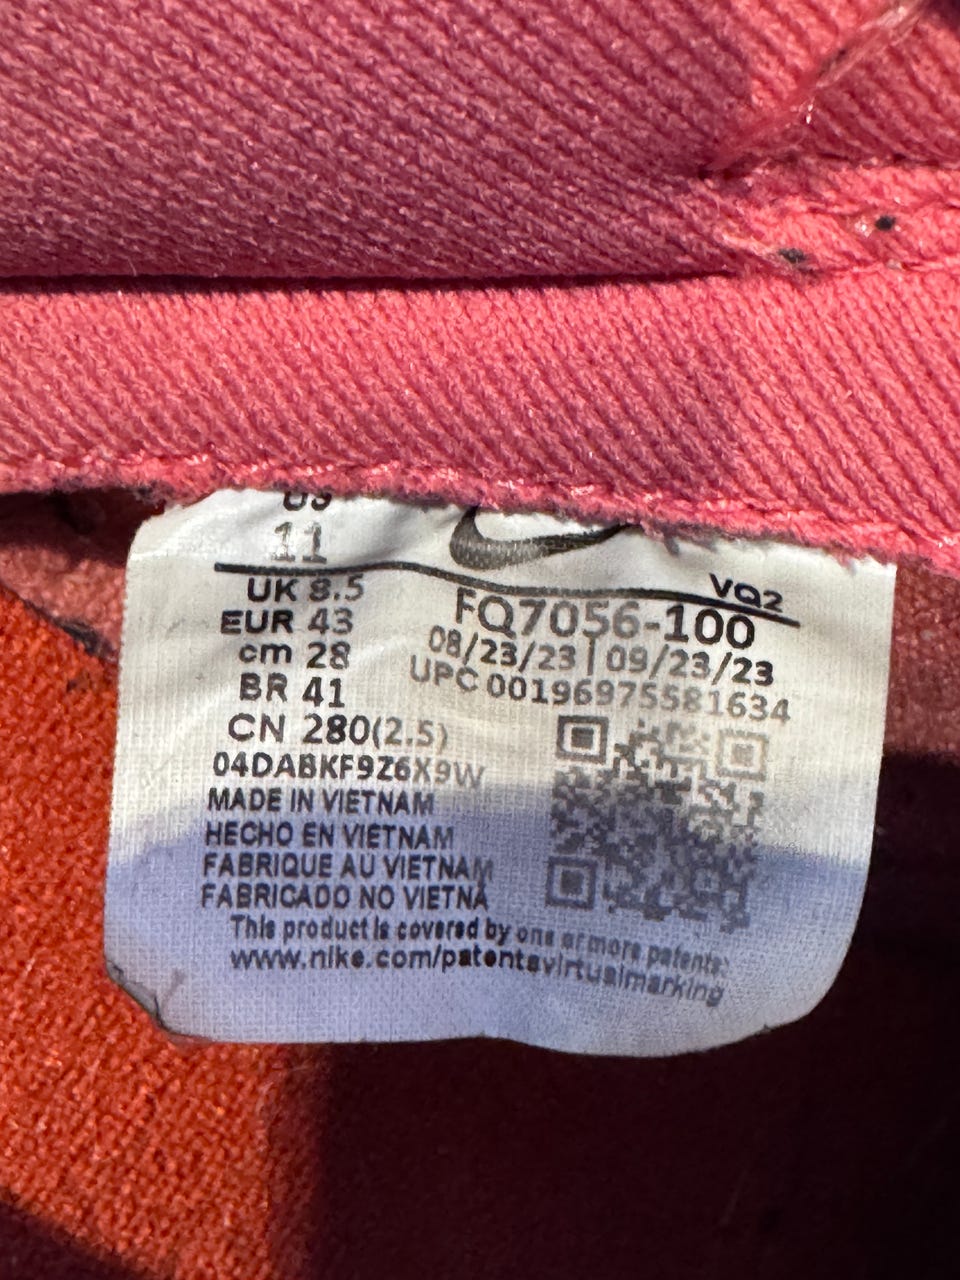 US
11
UK 8.5
EUR 43
cm 28
BR 41
CN 280(2.5)
04DABKF9Z6X9W
MADE IN VIETNAM
HECHO EN VIETNAM
FABRIQUE AU VIETNAM
FABRICADO NO VIETNÃ
VQ2
FQ7056-100
08/23/23 | 09/23/23
UPC 00196975581634
This product is covered by one or more patents:
www.nike.com/patentsvirtualmarking